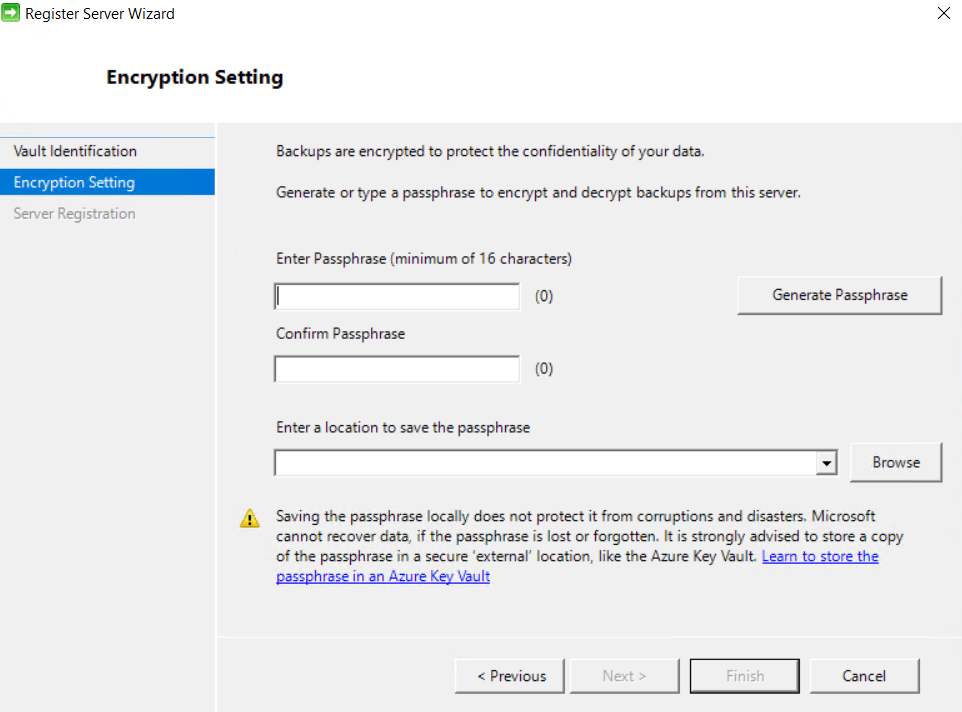 Register Server Wizard
Encryption Setting
Vault Identification
Encryption Setting
Server Registration
Backups are encrypted to protect the confidentiality of your data.
Generate or type a passphrase to encrypt and decrypt backups from this server.
Enter Passphrase (minimum of 16 characters)
(0)
Generate Passphrase
Confirm Passphrase
(0)
Enter a location to save the passphrase
Browse
Saving the passphrase locally does not protect it from corruptions and disasters. Microsoft
cannot recover data, if the passphrase is lost or forgotten. It is strongly advised to store a copy
of the passphrase in a secure 'external' location, like the Azure Key Vault. Learn to store the
passphrase in an Azure Key Vault
< Previous
Next >
Finish
Cancel